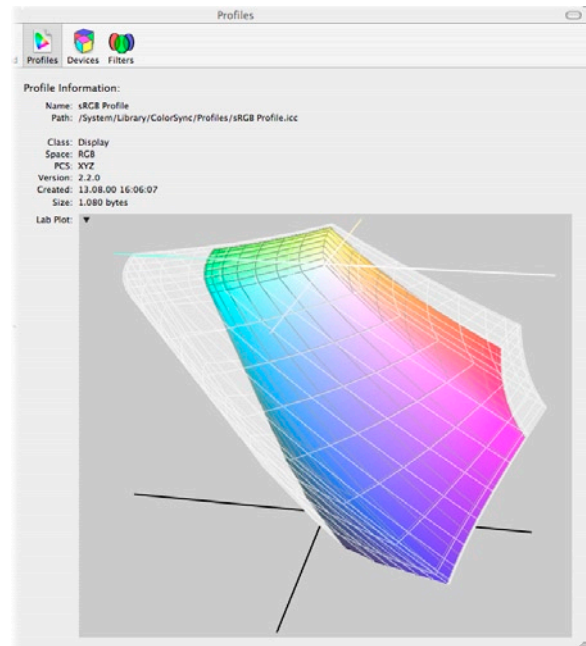 Profiles
Profiles Devices Filters
Profile Information:
Name: sRGB Profile
Path: /System/Library/ColorSync/Profiles/sRGB Profile.icc
Class: Display
Space: RGB
PCS: XYZ
Version: 2.2.0
Created: 13.08.00 16:06:07
Size: 1.080 bytes
Lab Plot: